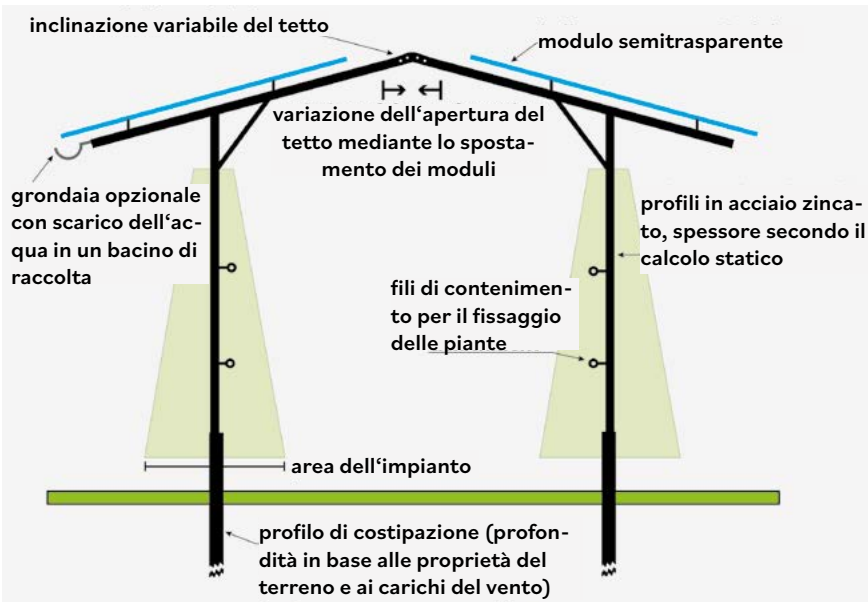 inclinazione variabile del tetto
modulo semitrasparente
variazione dell‘apertura del
tetto mediante lo sposta-
mento dei moduli
grondaia opzionale
con scarico dell‘ac-
qua in un bacino di
raccolta
profili in acciaio zinca-
to, spessore secondo il
calcolo statico
fili di contenimen-
to per il fissaggio
delle piante
area dell‘impianto
profilo di costipazione (profon-
dità in base alle proprietà del
terreno e ai carichi del vento)